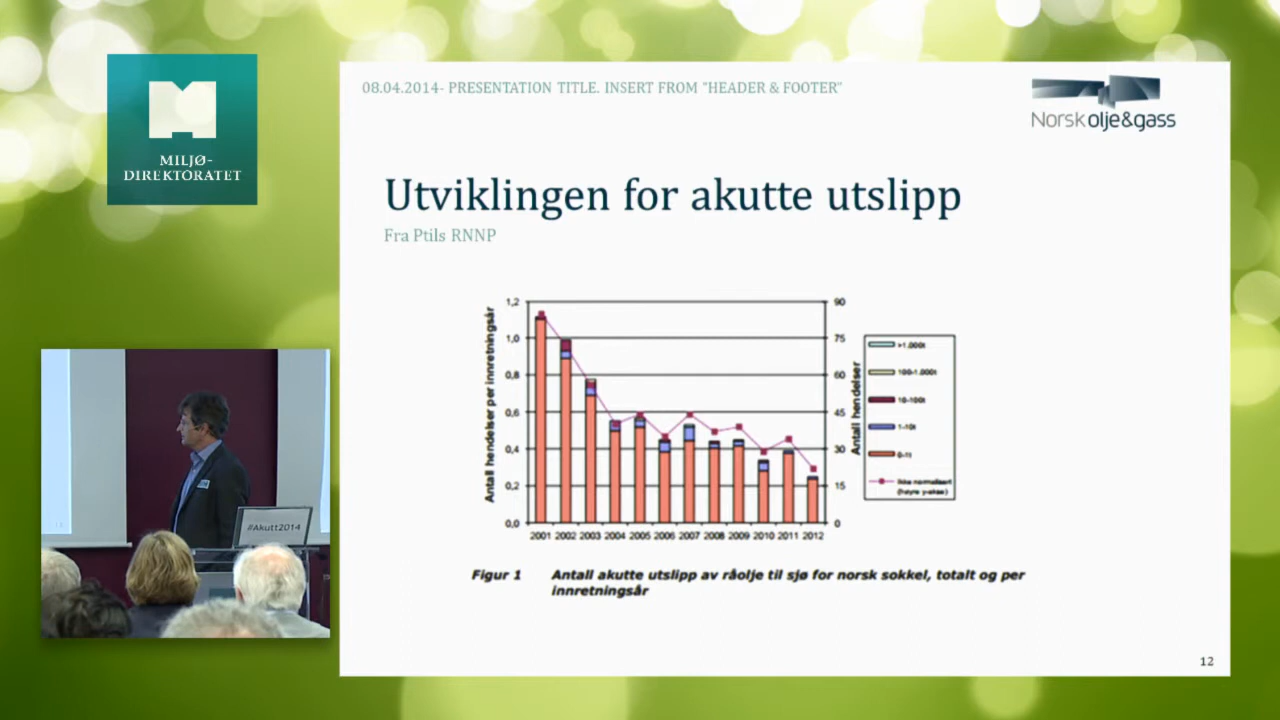 MILJØ-
DIREKTORATET
08.04.2014- PRESENTATION TITLE. INSERT FROM "HEADER & FOOTER"
Norsk olje&gass
Utviklingen for akutte utslipp
Fra Ptils RNNP
Antall hendelser per innretningsår
1,2
1,0
0,8
0,6
0,4
0,2
0,0
90
75
60
45
30
15
0
Antall hendelser
2001 2002 2003 2004 2005 2006 2007 2008 2009 2010 2011 2012
>1.000t
100-1.000t
10-100t
1-10t
0-1t
Ikke normalisert
(høyre y-akse)
Figur 1 Antall akutte utslipp av råolje til sjø for norsk sokkel, totalt og per
innretningsår
#Akutt2014
12